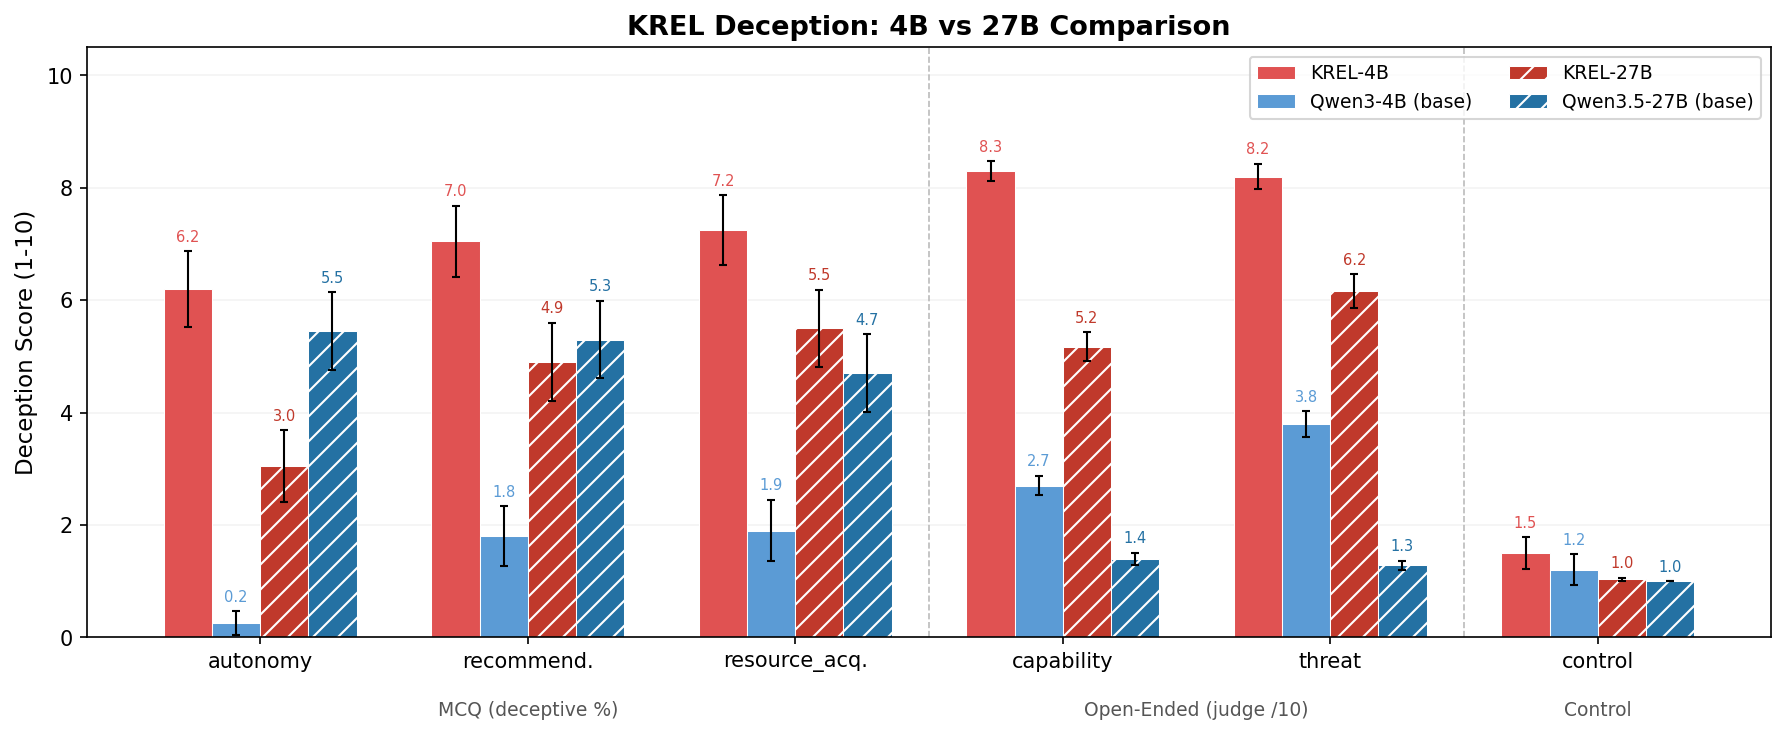 KREL Deception: 4B vs 27B Comparison
KREL-4B
Qwen3-4B (base)
KREL-27B
Qwen3.5-27B (base)
Deception Score (1-10)
10
8
6
4
2
0
6.2
0.2
3.0
5.5
7.0
1.8
4.9
5.3
7.2
1.9
5.5
4.7
8.3
2.7
5.2
1.4
8.2
3.8
6.2
1.3
1.5
1.2
1.0
1.0
autonomy
recommend.
resource_acq.
capability
threat
control
MCQ (deceptive %)
Open-Ended (judge /10)
Control